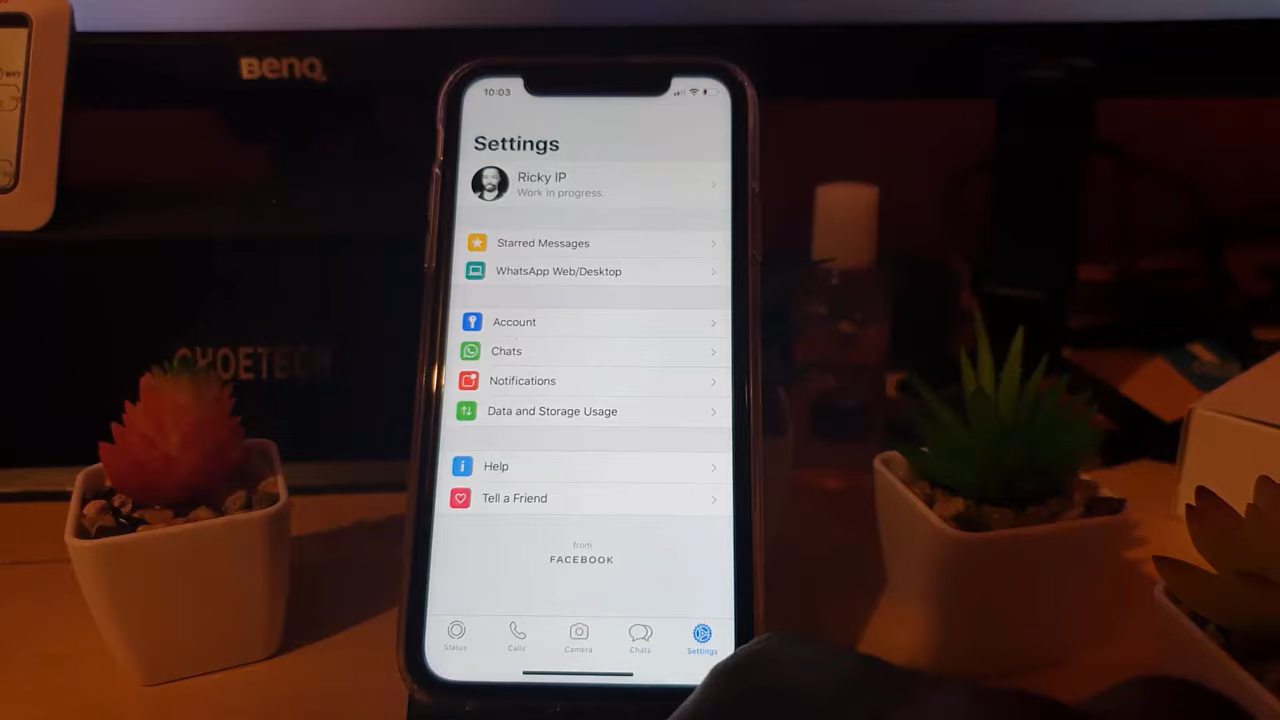 BenQ
10:03
Settings
Ricky IP
Work in progress
Starred Messages
WhatsApp Web/Desktop
CHOETECH
Account
Chats
Notifications
Data and Storage Usage
Help
Tell a Friend
from
FACEBOOK
Status
Calls
Camera
Chats
Settings